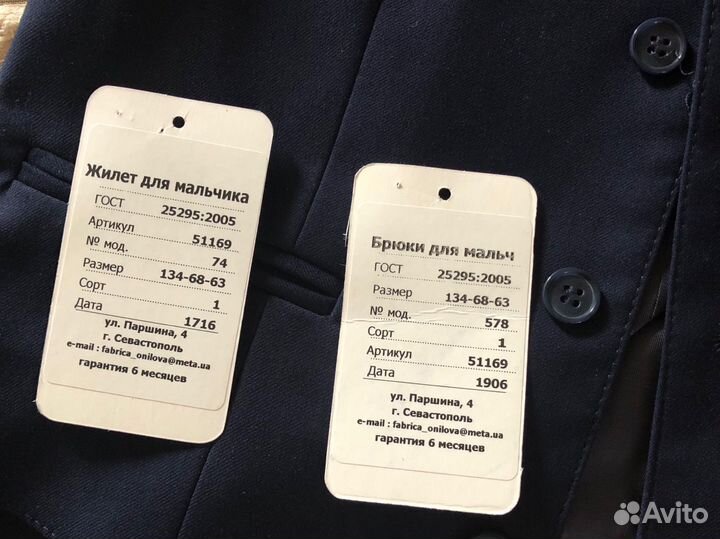 Жилет для мальчика
ГОСТ 25295:2005
Артикул 51169
№ мод. 74
Размер 134-68-63
Сорт 1
Дата 1716
ул. Паршина, 4
г. Севастополь
e-mail : fabrica_onilova@meta.ua
гарантия 6 месяцев
Брюки для мальч
ГОСТ 25295:2005
Размер 134-68-63
№ мод. 578
Сорт 1
Артикул 51169
Дата 1906
ул. Паршина, 4
г. Севастополь
e-mail : fabrica_onilova@meta.ua
гарантия 6 месяцев
Avito